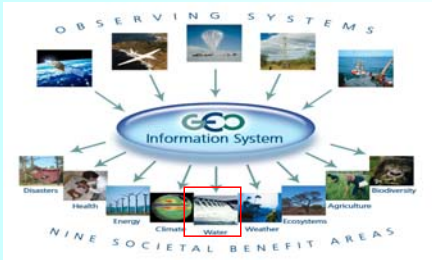 OBSERVING SYSTEMS
GEO
Information System
Disasters
Health
Energy
Climate
Water
Weather
Ecosystems
Agriculture
Biodiversity
NINE SOCIETAL BENEFIT AREAS